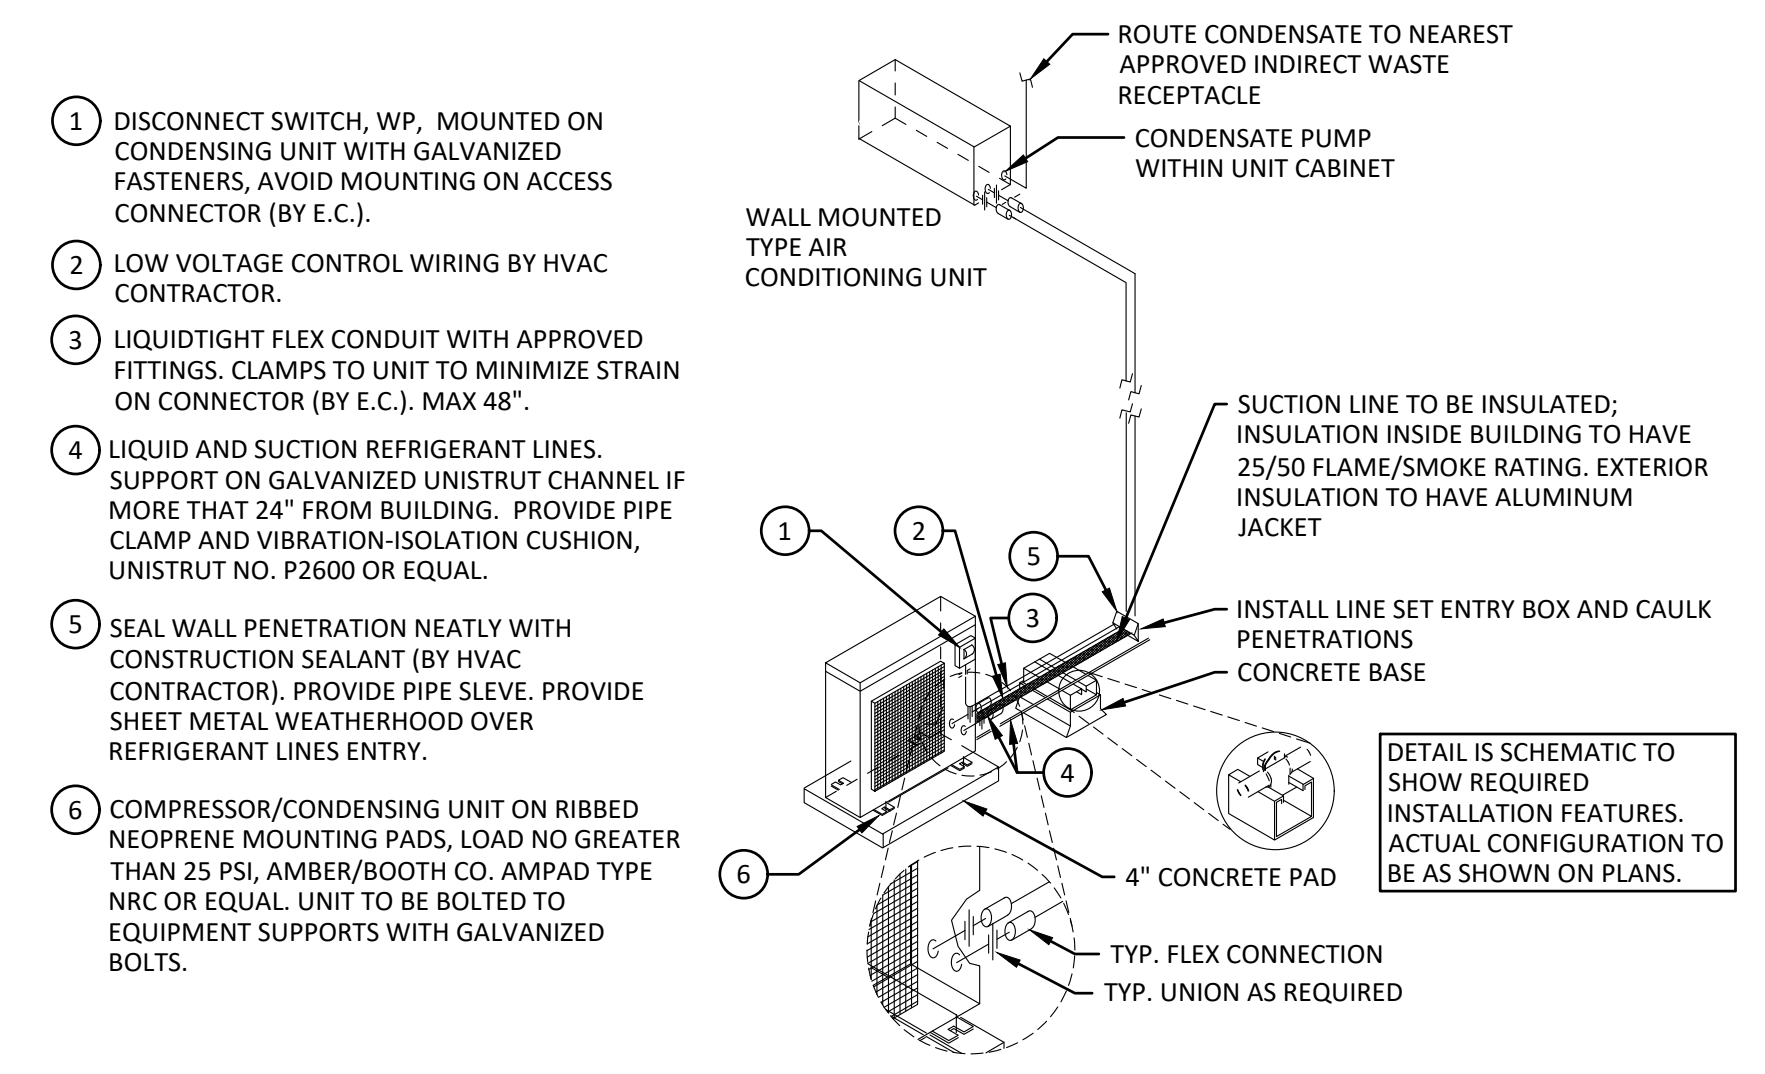 1
DISCONNECT SWITCH, WP, MOUNTED ON
CONDENSING UNIT WITH GALVANIZED
FASTENERS, AVOID MOUNTING ON ACCESS
CONNECTOR (BY E.C.).
2
LOW VOLTAGE CONTROL WIRING BY HVAC
CONTRACTOR.
3
LIQUIDTIGHT FLEX CONDUIT WITH APPROVED
FITTINGS. CLAMPS TO UNIT TO MINIMIZE STRAIN
ON CONNECTOR (BY E.C.). MAX 48".
4
LIQUID AND SUCTION REFRIGERANT LINES.
SUPPORT ON GALVANIZED UNISTRUT CHANNEL IF
MORE THAT 24" FROM BUILDING. PROVIDE PIPE
CLAMP AND VIBRATION-ISOLATION CUSHION,
UNISTRUT NO. P2600 OR EQUAL.
5
SEAL WALL PENETRATION NEATLY WITH
CONSTRUCTION SEALANT (BY HVAC
CONTRACTOR). PROVIDE PIPE SLEVE. PROVIDE
SHEET METAL WEATHERHOOD OVER
REFRIGERANT LINES ENTRY.
6
COMPRESSOR/CONDENSING UNIT ON RIBBED
NEOPRENE MOUNTING PADS, LOAD NO GREATER
THAN 25 PSI, AMBER/BOOTH CO. AMPAD TYPE
NRC OR EQUAL. UNIT TO BE BOLTED TO
EQUIPMENT SUPPORTS WITH GALVANIZED
BOLTS.
ROUTE CONDENSATE TO NEAREST
APPROVED INDIRECT WASTE
RECEPTACLE
CONDENSATE PUMP
WITHIN UNIT CABINET
WALL MOUNTED
TYPE AIR
CONDITIONING UNIT
SUCTION LINE TO BE INSULATED;
INSULATION INSIDE BUILDING TO HAVE
25/50 FLAME/SMOKE RATING. EXTERIOR
INSULATION TO HAVE ALUMINUM
JACKET
1
2
5
3
INSTALL LINE SET ENTRY BOX AND CAULK
PENETRATIONS
CONCRETE BASE
4
6
4" CONCRETE PAD
TYP. FLEX CONNECTION
TYP. UNION AS REQUIRED
DETAIL IS SCHEMATIC TO
SHOW REQUIRED
INSTALLATION FEATURES.
ACTUAL CONFIGURATION TO
BE AS SHOWN ON PLANS.